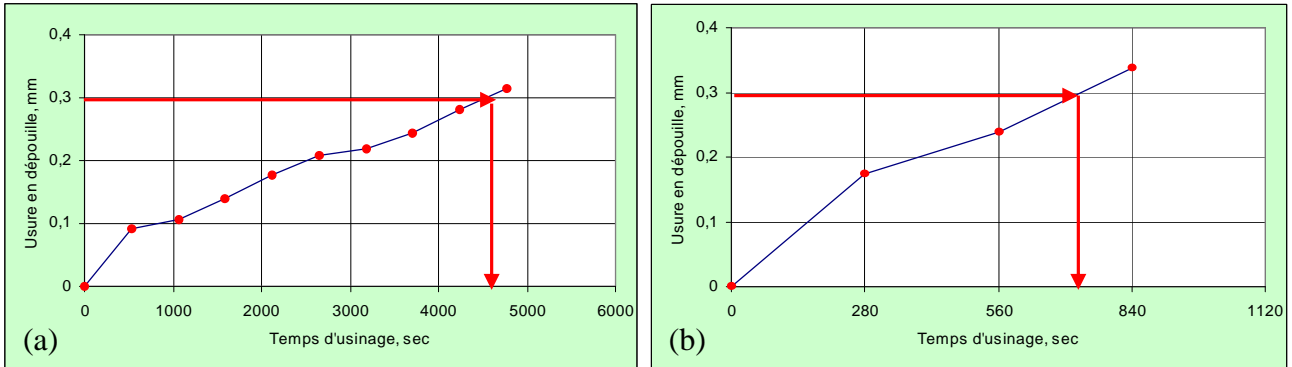 Usure en dépouille, mm
0,4
0,3
0,2
0,1
0
0 1000 2000 3000 4000 5000 6000
Temps d'usinage, sec
(a)
Usure en dépouille, mm
0,4
0,3
0,2
0,1
0
0 280 560 840 1120
Temps d'usinage, sec
(b)